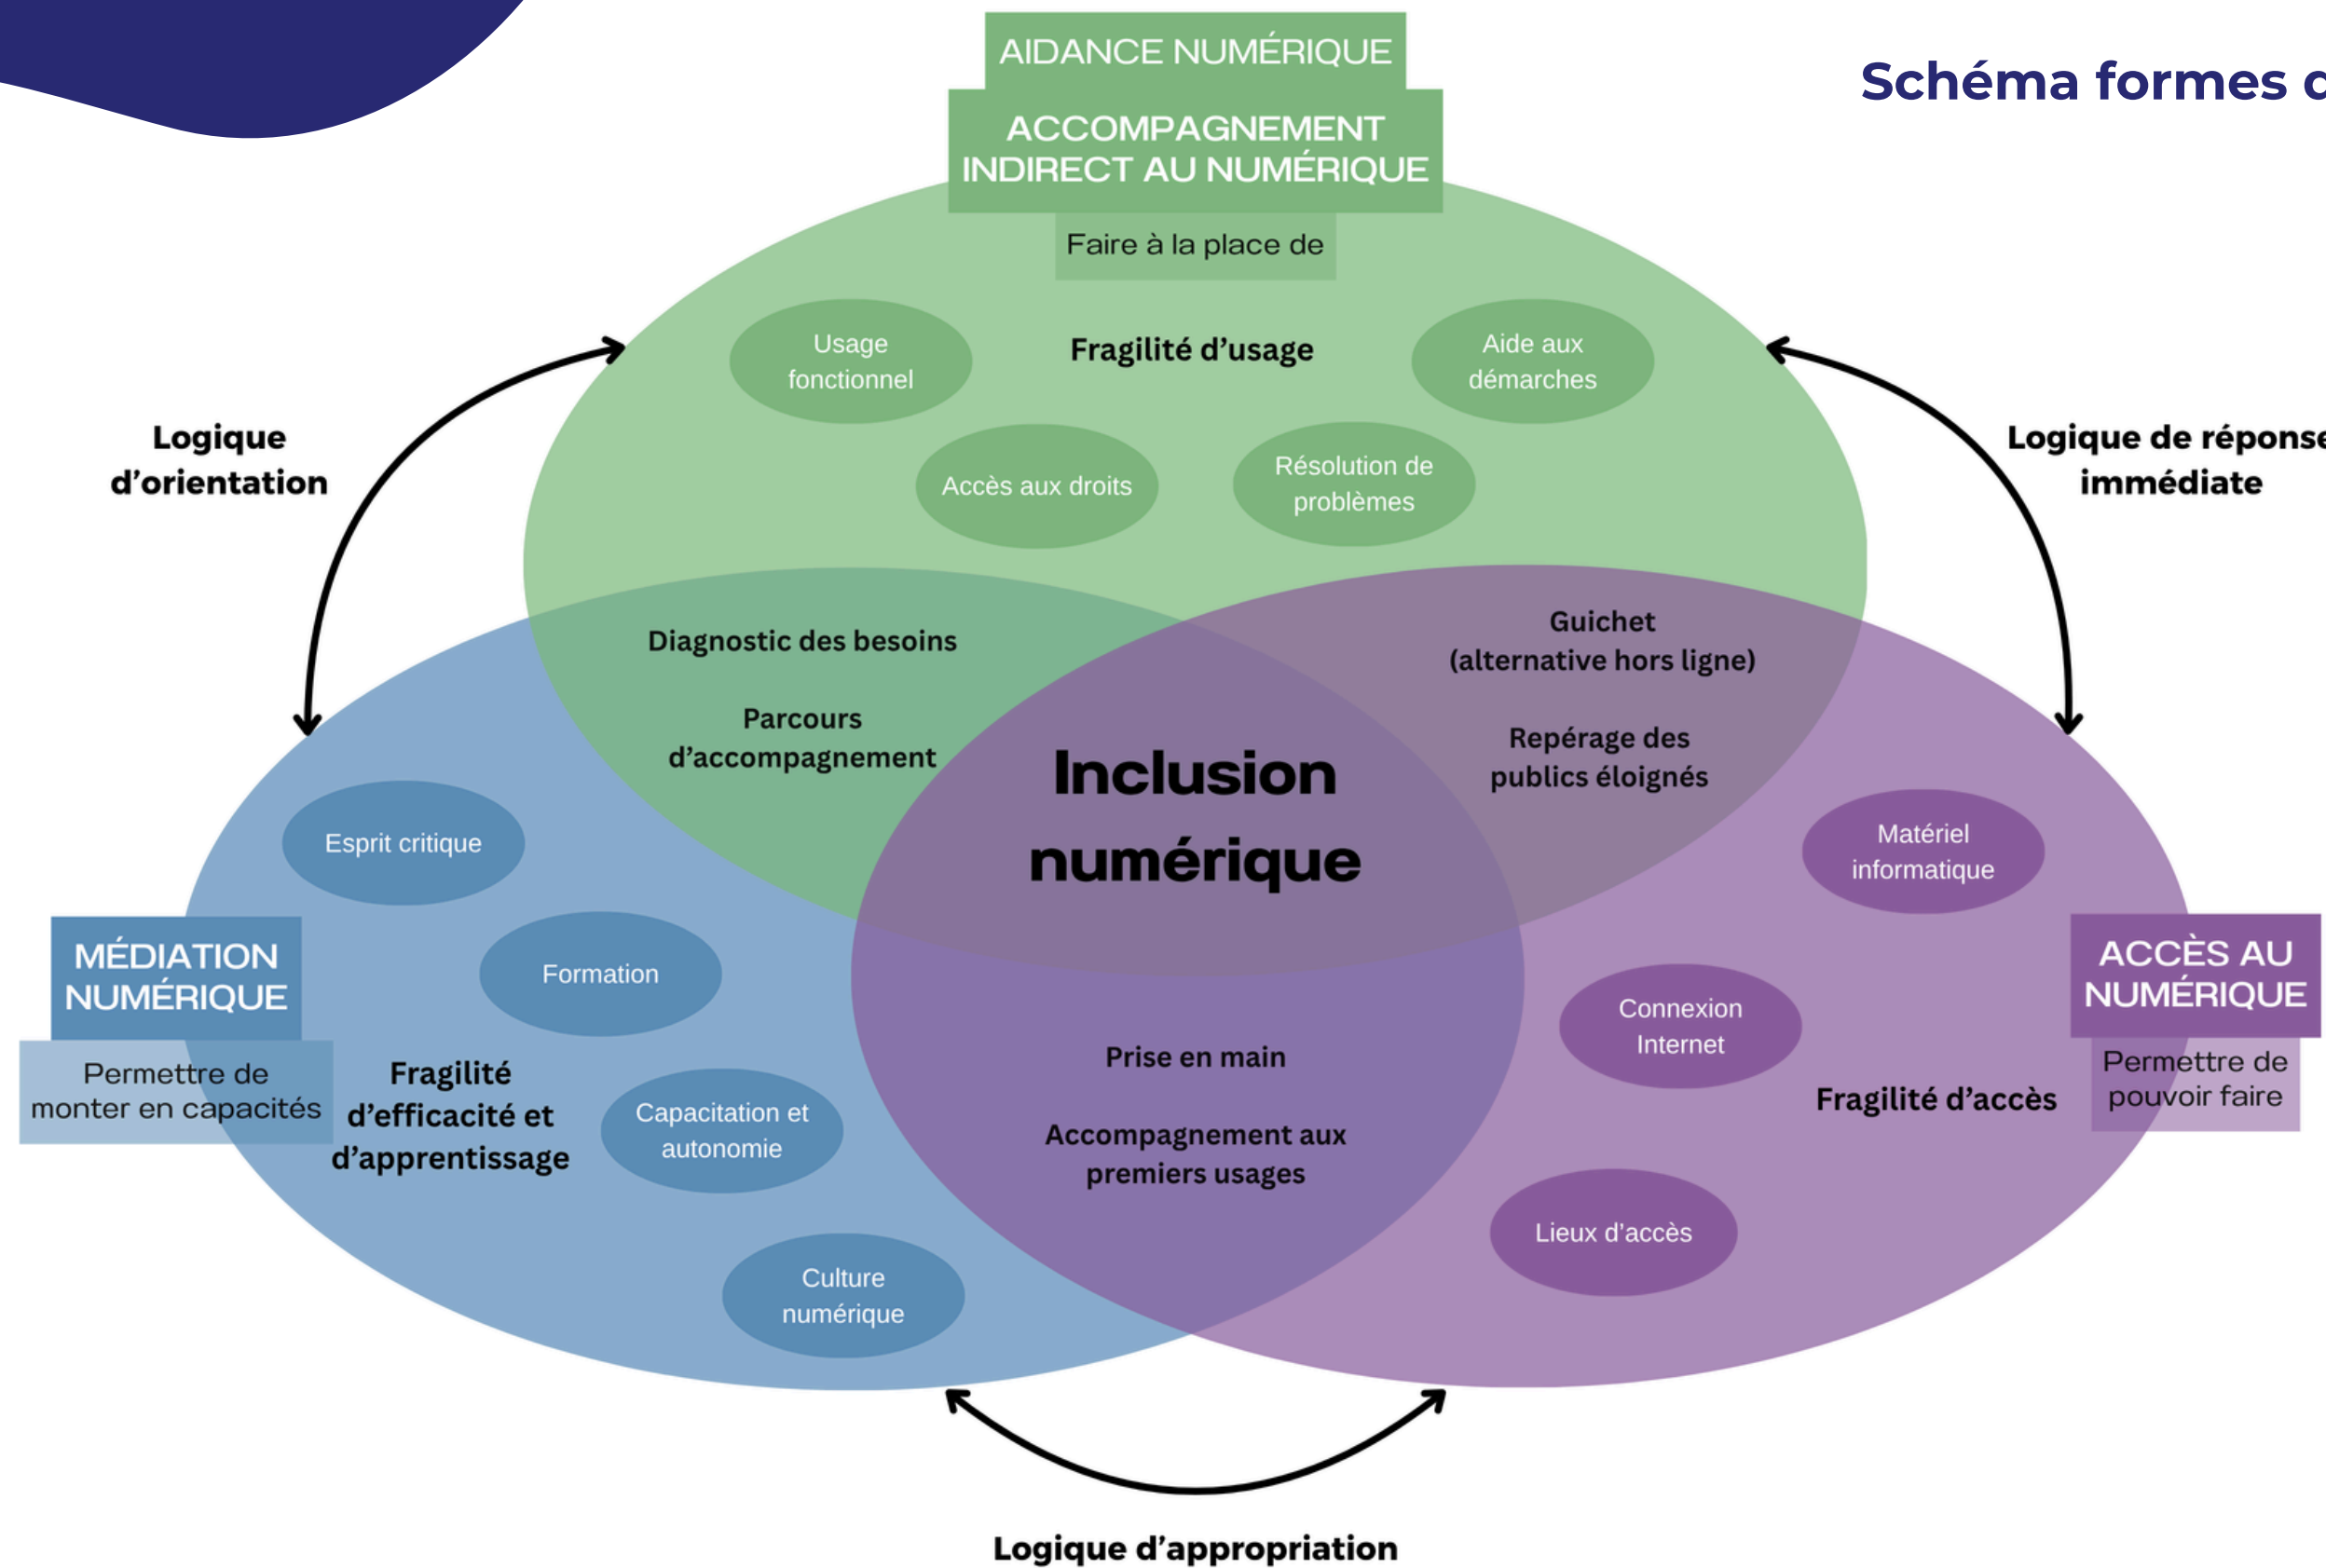 AIDANCE NUMÉRIQUE
Schéma formes
ACCOMPAGNEMENT
INDIRECT AU NUMÉRIQUE
Faire à la place de
Usage
fonctionnel
Fragilité d’usage
Aide aux
démarches
Accès aux droits
Résolution de
problèmes
Logique
d’orientation
Logique de réponse
immédiate
Diagnostic des besoins
Parcours
d’accompagnement
Guichet
(alternative hors ligne)
Repérage des
publics éloignés
Inclusion
numérique
Esprit critique
Formation
MÉDIATION
NUMÉRIQUE
Permettre de
monter en capacités
Fragilité
d’efficacité et
d’apprentissage
Capacitation et
autonomie
Culture
numérique
Prise en main
Accompagnement aux
premiers usages
Matériel
informatique
Connexion
Internet
Lieux d’accès
ACCÈS AU
NUMÉRIQUE
Permettre de
pouvoir faire
Fragilité d’accès
Logique d’appropriation